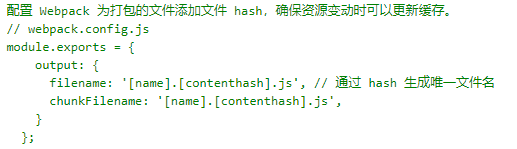 配置 Webpack 为打包的文件添加文件 hash，确保资源变动时可以更新缓存。
// webpack.config.js
module.exports = {
    output: {
      filename: '[name].[contenthash].js', // 通过 hash 生成唯一文件名
      chunkFilename: '[name].[contenthash].js',
    }
  };